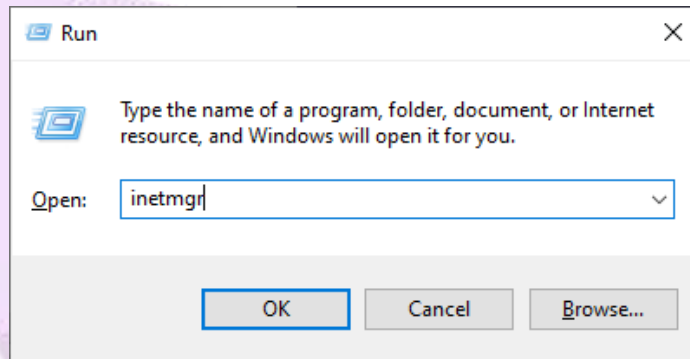 Run
Type the name of a program, folder, document, or Internet
resource, and Windows will open it for you.
Open: inetmgr
OK Cancel Browse...